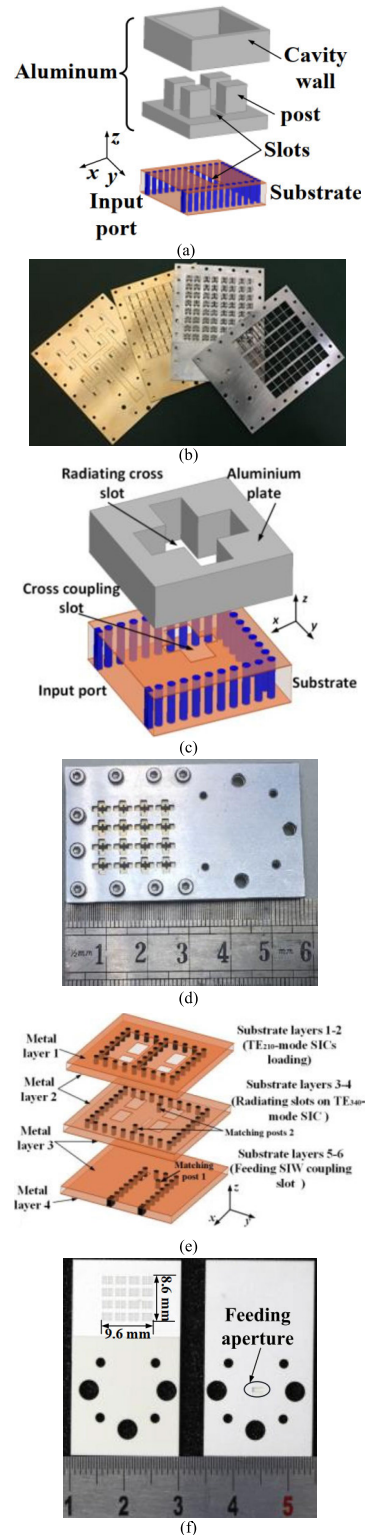 Aluminum
Cavity
wall
post
Slots
z
x
y
Input
port
Substrate
(a)
(b)
Radiating cross
slot
Aluminium
plate
Cross coupling
slot
z
x
y
Input port
Substrate
(c)
½mm
mm
1 2 3 4 5 6
(d)
Metal
layer 1
Substrate layers 1-2
(TE210-mode SICs
loading)
Metal
layer 2
Substrate layers 3-4
(Radiating slots on TE340-
mode SIC )
Matching posts 2
Metal
layer 3
Matching
post 1
Substrate layers 5-6
(Feeding SIW coupling
slot )
Metal
layer 4
z
x
y
(e)
8.6 mm
9.6 mm
Feeding
aperture
1 2 3 4 5
(f)